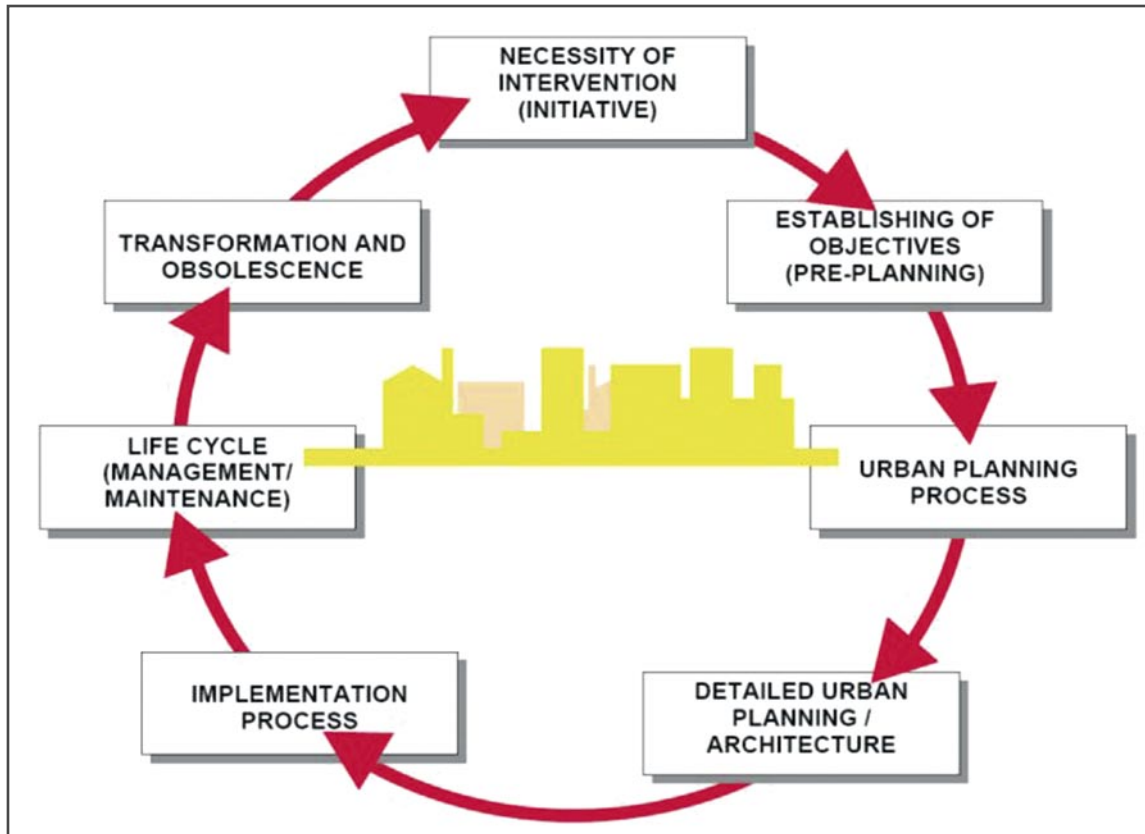 NECESSITY OF
INTERVENTION
(INITIATIVE)
ESTABLISHING OF
OBJECTIVES
(PRE-PLANNING)
URBAN PLANNING
PROCESS
DETAILED URBAN
PLANNING /
ARCHITECTURE
IMPLEMENTATION
PROCESS
LIFE CYCLE
(MANAGEMENT/
MAINTENANCE)
TRANSFORMATION AND
OBSOLESCENCE